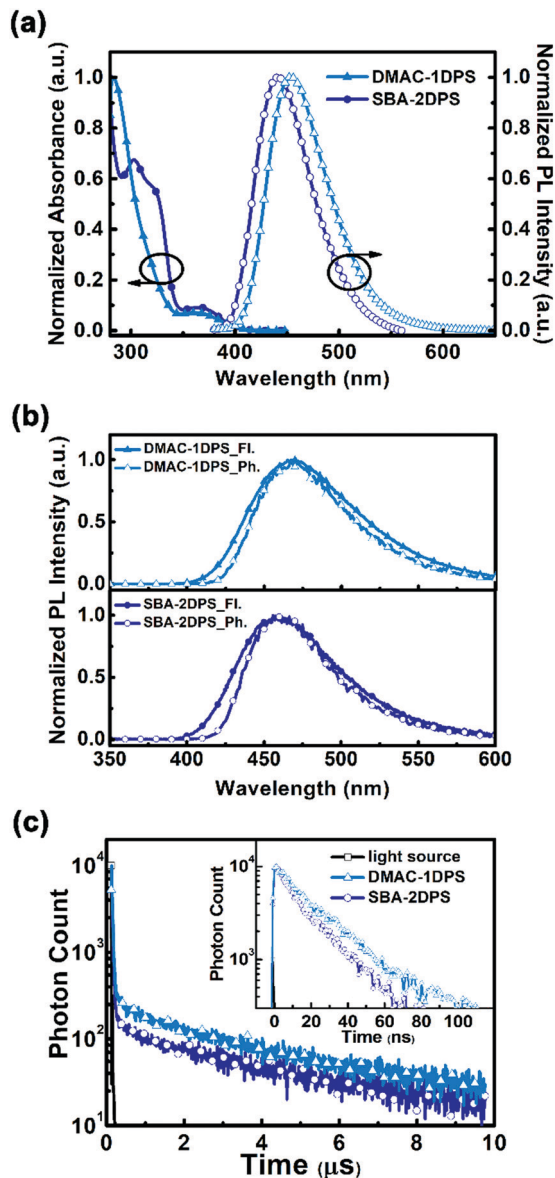 (a)
DMAC-1DPS
SBA-2DPS
1.0
0.8
0.6
0.4
0.2
0.0
Normalized Absorbance (a.u.)
1.0
0.8
0.6
0.4
0.2
0.0
Normalized PL Intensity (a.u.)
300 400 500 600
Wavelength (nm)
(b)
DMAC-1DPS_Fl.
DMAC-1DPS_Ph.
1.0
0.5
0.0
SBA-2DPS_Fl.
SBA-2DPS_Ph.
1.0
0.5
0.0
Normalized PL Intensity (a.u.)
350 400 450 500 550 600
Wavelength (nm)
(c)
10^4
10^3
10^2
10^1
Photon Count
light source
DMAC-1DPS
SBA-2DPS
10^4
10^3
Photon Count
0 20 40 60 80 100
Time (ns)
0 2 4 6 8 10
Time (μs)